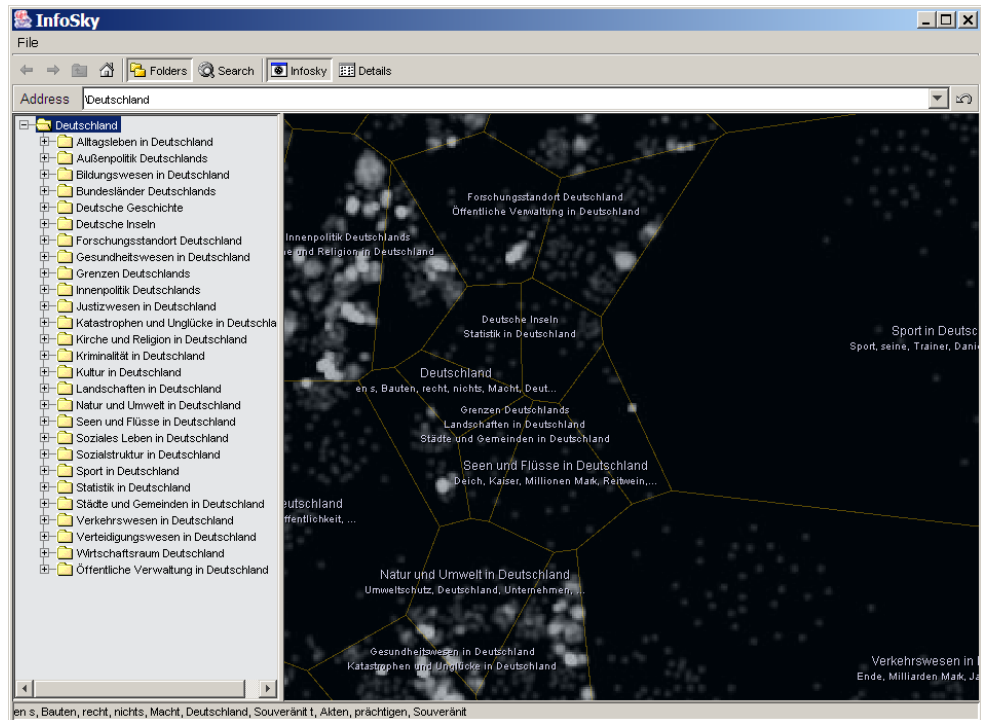 InfoSky
File
Folders Search Infosky Details
Address \Deutschland
Deutschland
Alltagsleben in Deutschland
Außenpolitik Deutschlands
Bildungswesen in Deutschland
Bundesländer Deutschlands
Deutsche Geschichte
Deutsche Inseln
Forschungsstandort Deutschland
Gesundheitswesen in Deutschland
Grenzen Deutschlands
Innenpolitik Deutschlands
Justizwesen in Deutschland
Katastrophen und Unglücke in Deutschla
Kirche und Religion in Deutschland
Kriminalität in Deutschland
Kultur in Deutschland
Landschaften in Deutschland
Natur und Umwelt in Deutschland
Seen und Flüsse in Deutschland
Soziales Leben in Deutschland
Sozialstruktur in Deutschland
Sport in Deutschland
Statistik in Deutschland
Städte und Gemeinden in Deutschland
Verkehrswesen in Deutschland
Verteidigungswesen in Deutschland
Wirtschaftsraum Deutschland
Öffentliche Verwaltung in Deutschland
Forschungsstandort Deutschland
Öffentliche Verwaltung in Deutschland
Innenpolitik Deutschlands
e und Religion in Deutschland
Deutsche Inseln
Statistik in Deutschland
Sport in Deutsc
Sport, seine, Trainer, Dani
Deutschland
en s, Bauten, recht, nichts, Macht, Deut...
Grenzen Deutschlands
Landschaften in Deutschland
Städte und Gemeinden in Deutschland
Seen und Flüsse in Deutschland
Deich, Kaiser, Millionen Mark, Reitwein,...
eutschland
ffentlichkeit, ...
Natur und Umwelt in Deutschland
Umweltschutz, Deutschland, Unternehmen, ...
Gesundheitswesen in Deutschland
Katastrophen und Unglücke in Deutschland
Verkehrswesen in
Ende, Milliarden Mark, Ja
en s, Bauten, recht, nichts, Macht, Deutschland, Souveränit t, Akten, prächtigen, Souveränit